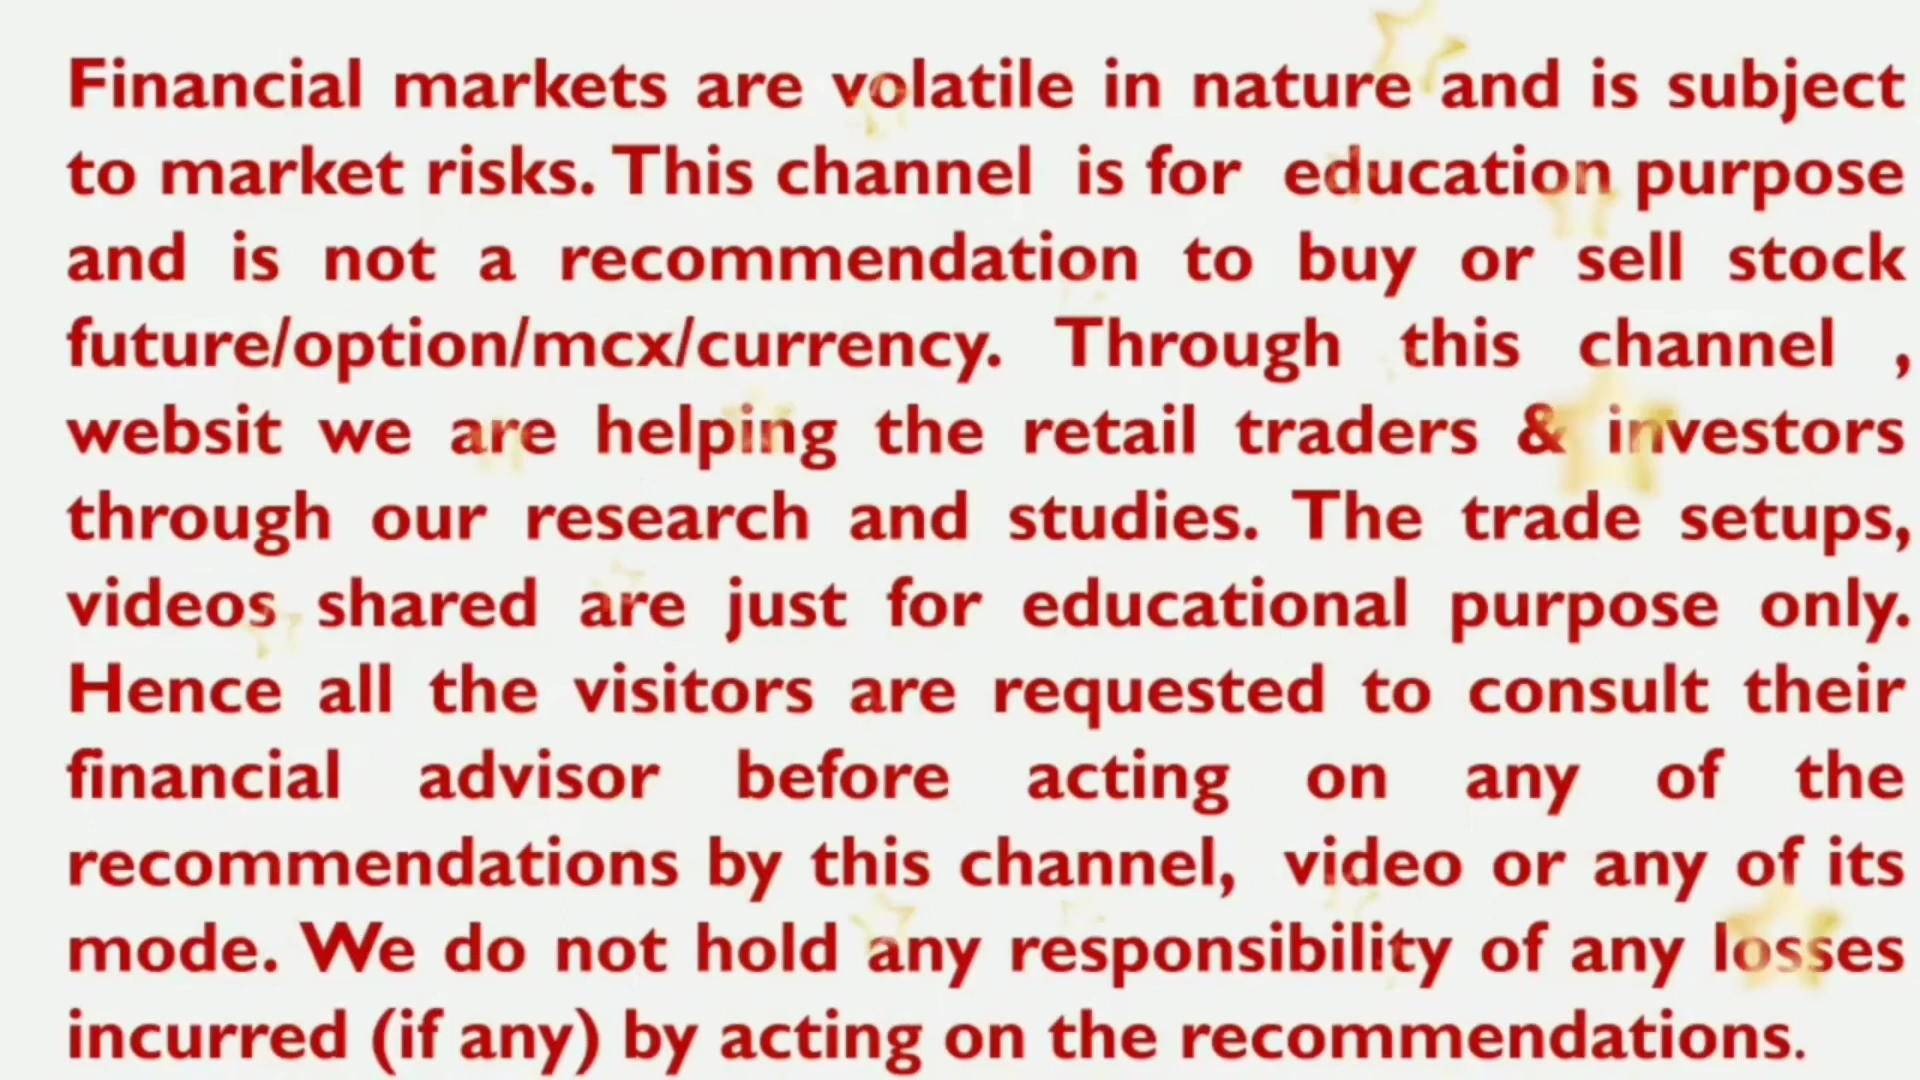 Financial markets are volatile in nature and is subject
to market risks. This channel is for education purpose
and is not a recommendation to buy or sell stock
future/option/mcx/currency. Through this channel ,
websit we are helping the retail traders & investors
through our research and studies. The trade setups,
videos shared are just for educational purpose only.
Hence all the visitors are requested to consult their
financial advisor before acting on any of the
recommendations by this channel, video or any of its
mode. We do not hold any responsibility of any losses
incurred (if any) by acting on the recommendations.